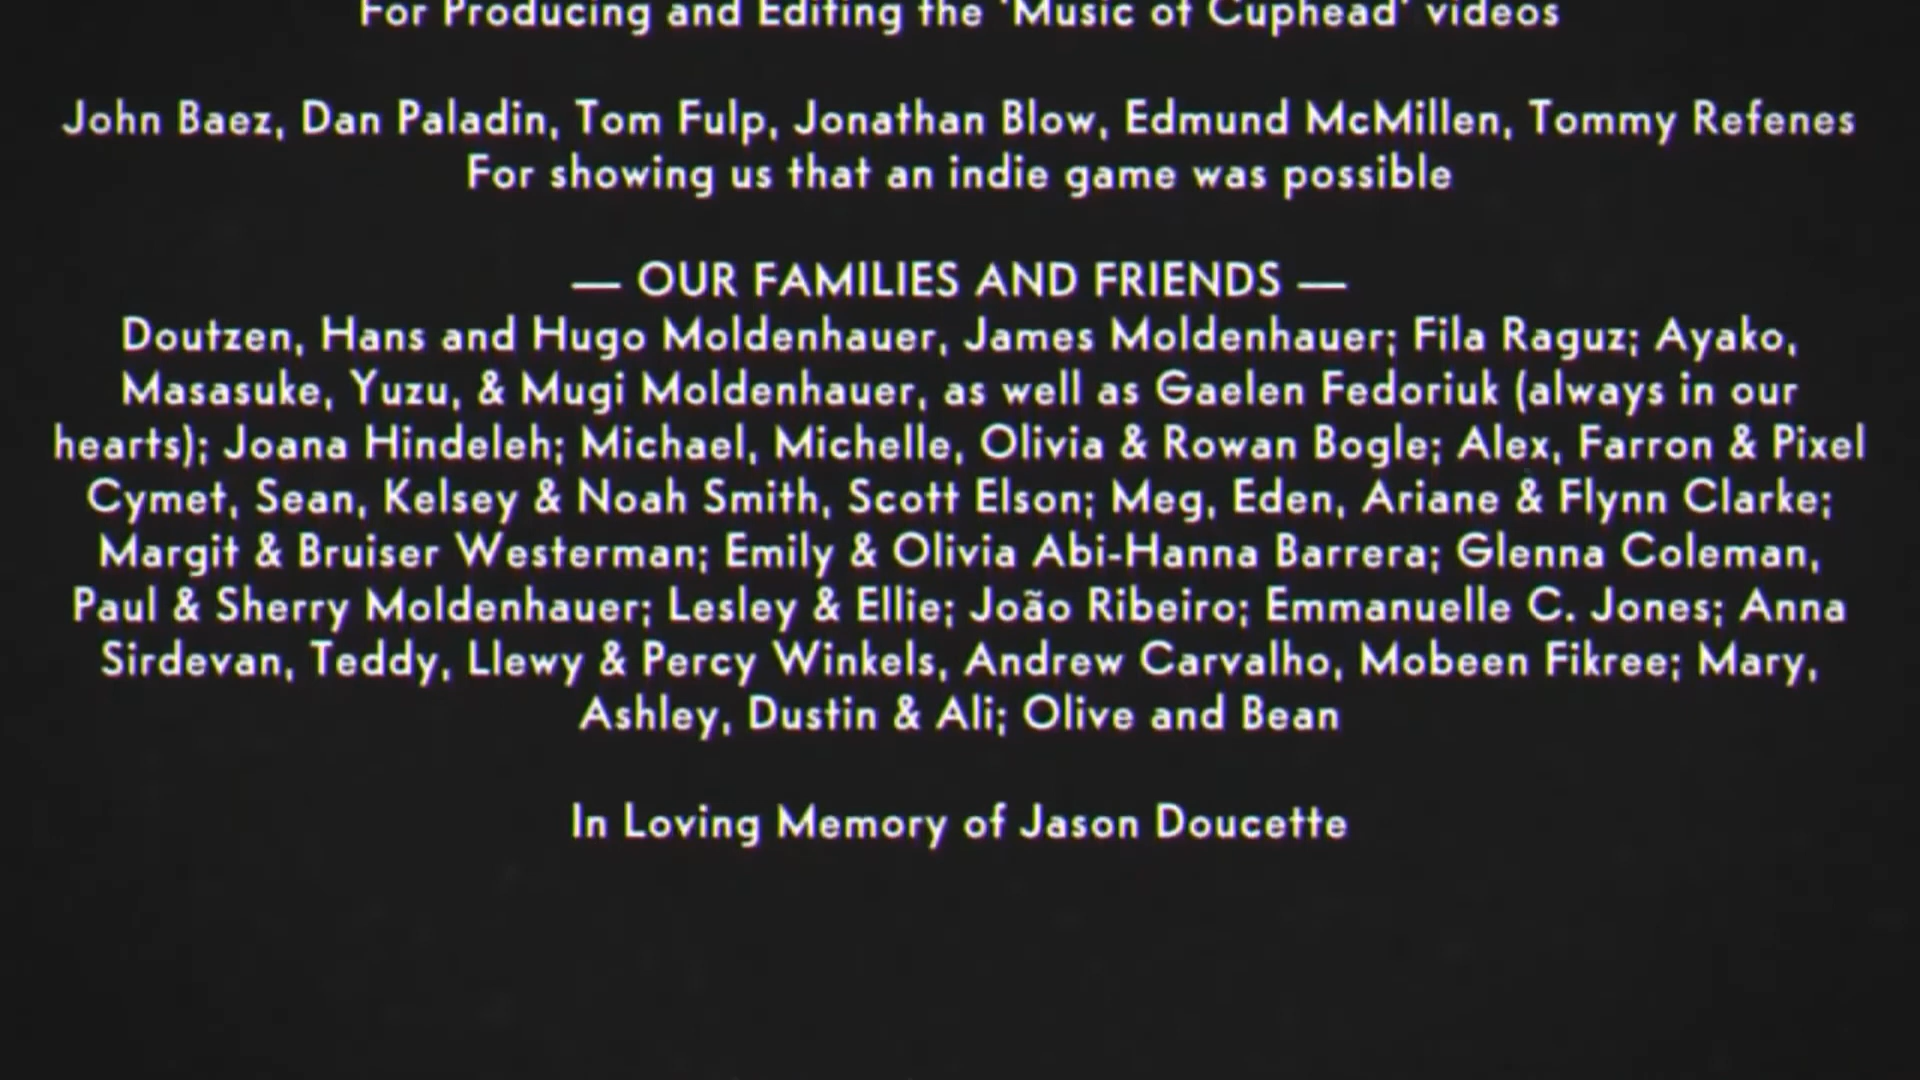 For Producing and Editing the 'Music of Cuphead' videos
John Baez, Dan Paladin, Tom Fulp, Jonathan Blow, Edmund McMillen, Tommy Refenes
For showing us that an indie game was possible
— OUR FAMILIES AND FRIENDS —
Doutzen, Hans and Hugo Moldenhauer, James Moldenhauer; Fila Raguz; Ayako,
Masasuke, Yuzu, & Mugi Moldenhauer, as well as Gaelen Fedoriuk (always in our
hearts); Joana Hindeleh; Michael, Michelle, Olivia & Rowan Bogle; Alex, Farron & Pixel
Cymet, Sean, Kelsey & Noah Smith, Scott Elson; Meg, Eden, Ariane & Flynn Clarke;
Margit & Bruiser Westerman; Emily & Olivia Abi-Hanna Barrera; Glenna Coleman,
Paul & Sherry Moldenhauer; Lesley & Ellie; João Ribeiro; Emmanuelle C. Jones; Anna
Sirdevan, Teddy, Llewy & Percy Winkels, Andrew Carvalho, Mobeen Fikree; Mary,
Ashley, Dustin & Ali; Olive and Bean
In Loving Memory of Jason Doucette